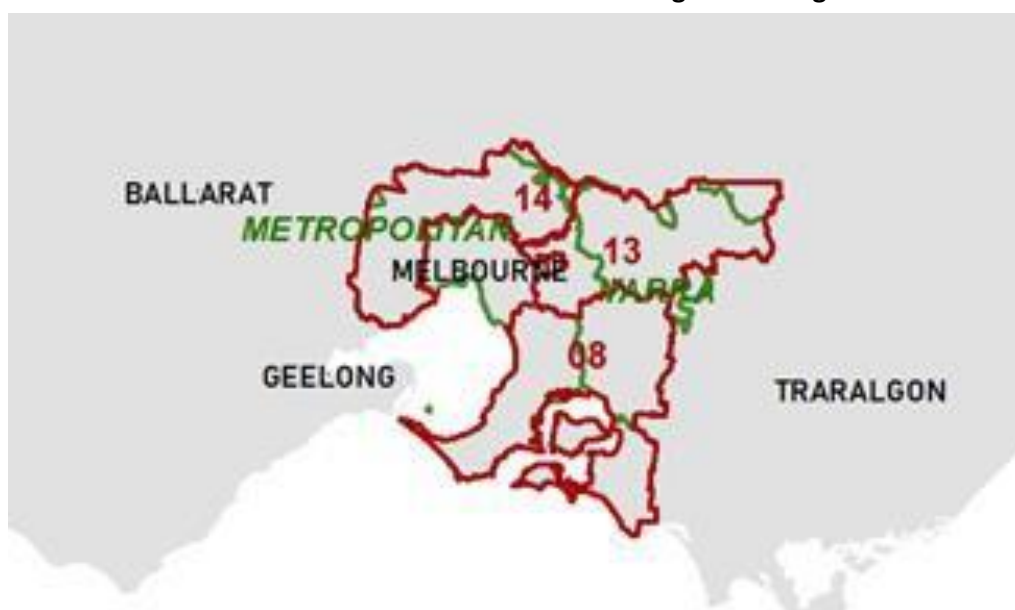 14
BALLARAT
METROPOLITAN
13
MELBOURNE
YARRA
08
GEELONG
TRARALGON